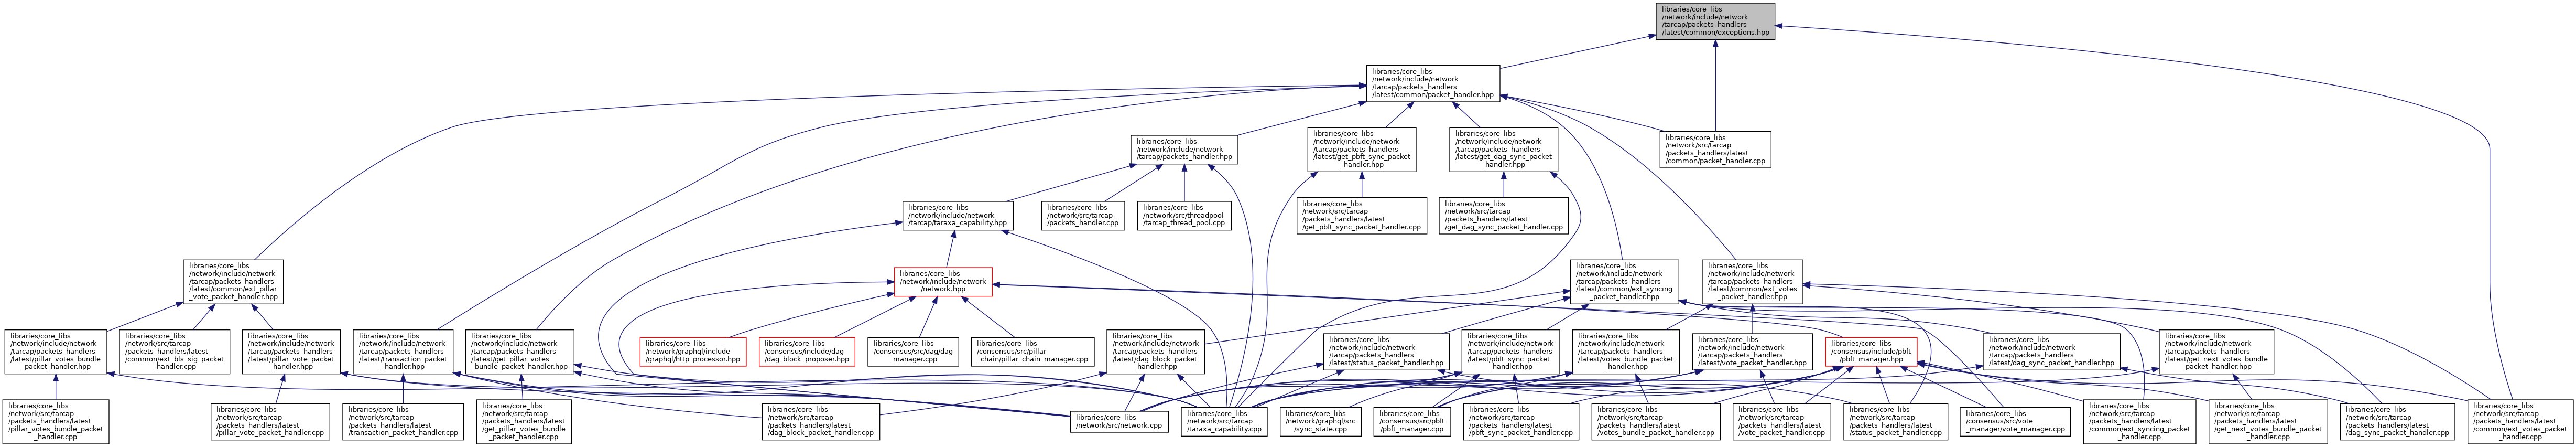 libraries/core_libs
/network/include/network
/tarcap/packets_handlers
/latest/common/exceptions.hpp
libraries/core_libs
/network/include/network
/tarcap/packets_handlers
/latest/common/packet_handler.hpp
libraries/core_libs
/network/include/network
/tarcap/packets_handler.hpp
libraries/core_libs
/network/include/network
/tarcap/packets_handlers
/latest/get_pbft_sync_packet
_handler.hpp
libraries/core_libs
/network/include/network
/tarcap/packets_handlers
/latest/get_dag_sync_packet
_handler.hpp
libraries/core_libs
/network/src/tarcap
/packets_handlers/latest
/common/packet_handler.cpp
libraries/core_libs
/network/include/network
/tarcap/taraxa_capability.hpp
libraries/core_libs
/network/src/tarcap
/packets_handler.cpp
libraries/core_libs
/network/src/threadpool
/tarcap_thread_pool.cpp
libraries/core_libs
/network/src/tarcap
/packets_handlers/latest
/get_pbft_sync_packet_handler.cpp
libraries/core_libs
/network/src/tarcap
/packets_handlers/latest
/get_dag_sync_packet_handler.cpp
libraries/core_libs
/network/include/network
/tarcap/packets_handlers
/latest/common/ext_pillar
_vote_packet_handler.hpp
libraries/core_libs
/network/include/network
/network.hpp
libraries/core_libs
/network/include/network
/tarcap/packets_handlers
/latest/common/ext_syncing
_packet_handler.hpp
libraries/core_libs
/network/include/network
/tarcap/packets_handlers
/latest/common/ext_votes
_packet_handler.hpp
libraries/core_libs
/network/include/network
/tarcap/packets_handlers
/latest/pillar_votes_bundle
_packet_handler.hpp
libraries/core_libs
/network/src/tarcap
/packets_handlers/latest
/common/ext_bls_sig_packet
_handler.cpp
libraries/core_libs
/network/include/network
/tarcap/packets_handlers
/latest/pillar_vote_packet
_handler.hpp
libraries/core_libs
/network/include/network
/tarcap/packets_handlers
/latest/transaction_packet
_handler.hpp
libraries/core_libs
/network/include/network
/tarcap/packets_handlers
/latest/get_pillar_votes
_bundle_packet_handler.hpp
libraries/core_libs
/network/graphql/include
/graphql/http_processor.hpp
libraries/core_libs
/consensus/include/dag
/dag_block_proposer.hpp
libraries/core_libs
/consensus/src/dag/dag
_manager.cpp
libraries/core_libs
/consensus/src/pillar
_chain/pillar_chain_manager.cpp
libraries/core_libs
/network/include/network
/tarcap/packets_handlers
/latest/dag_block_packet
_handler.hpp
libraries/core_libs
/network/include/network
/tarcap/packets_handlers
/latest/status_packet_handler.hpp
libraries/core_libs
/network/include/network
/tarcap/packets_handlers
/latest/pbft_sync_packet
_handler.hpp
libraries/core_libs
/network/include/network
/tarcap/packets_handlers
/latest/votes_bundle_packet
_handler.hpp
libraries/core_libs
/network/include/network
/tarcap/packets_handlers
/latest/vote_packet_handler.hpp
libraries/core_libs
/consensus/include/pbft
/pbft_manager.hpp
libraries/core_libs
/network/include/network
/tarcap/packets_handlers
/latest/dag_sync_packet_handler.hpp
libraries/core_libs
/network/include/network
/tarcap/packets_handlers
/latest/get_next_votes_bundle
_packet_handler.hpp
libraries/core_libs
/network/src/tarcap
/packets_handlers/latest
/pillar_votes_bundle_packet
_handler.cpp
libraries/core_libs
/network/src/tarcap
/packets_handlers/latest
/pillar_vote_packet_handler.cpp
libraries/core_libs
/network/src/tarcap
/packets_handlers/latest
/transaction_packet_handler.cpp
libraries/core_libs
/network/src/tarcap
/packets_handlers/latest
/get_pillar_votes_bundle
_packet_handler.cpp
libraries/core_libs
/network/src/tarcap
/packets_handlers/latest
/dag_block_packet_handler.cpp
libraries/core_libs
/network/src/network.cpp
libraries/core_libs
/network/src/tarcap
/taraxa_capability.cpp
libraries/core_libs
/network/graphql/src
/sync_state.cpp
libraries/core_libs
/consensus/src/pbft
/pbft_manager.cpp
libraries/core_libs
/network/src/tarcap
/packets_handlers/latest
/pbft_sync_packet_handler.cpp
libraries/core_libs
/network/src/tarcap
/packets_handlers/latest
/votes_bundle_packet_handler.cpp
libraries/core_libs
/network/src/tarcap
/packets_handlers/latest
/vote_packet_handler.cpp
libraries/core_libs
/network/src/tarcap
/packets_handlers/latest
/status_packet_handler.cpp
libraries/core_libs
/consensus/src/vote
_manager/vote_manager.cpp
libraries/core_libs
/network/src/tarcap
/packets_handlers/latest
/common/ext_syncing_packet
_handler.cpp
libraries/core_libs
/network/src/tarcap
/packets_handlers/latest
/get_next_votes_bundle_packet
_handler.cpp
libraries/core_libs
/network/src/tarcap
/packets_handlers/latest
/dag_sync_packet_handler.cpp
libraries/core_libs
/network/src/tarcap
/packets_handlers/latest
/common/ext_votes_packet
_handler.cpp